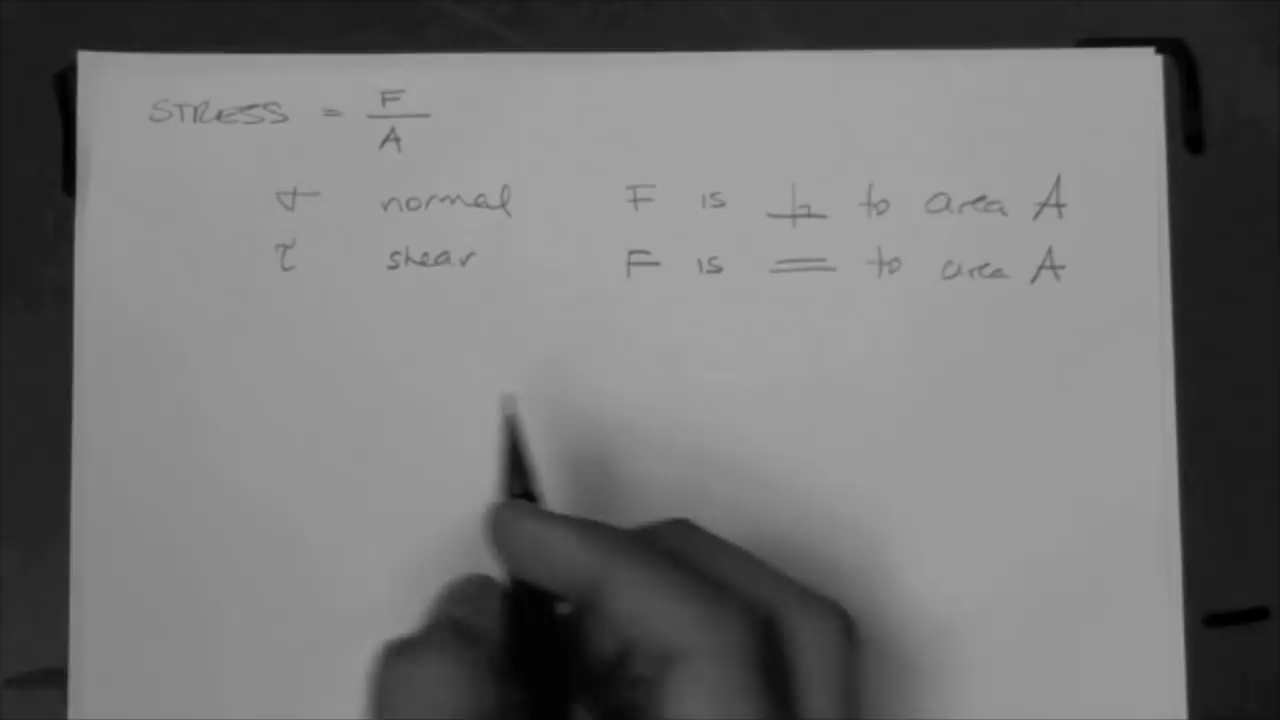 STRESS = F/A
σ normal F is ⊥ to area A
τ shear F is = to area A